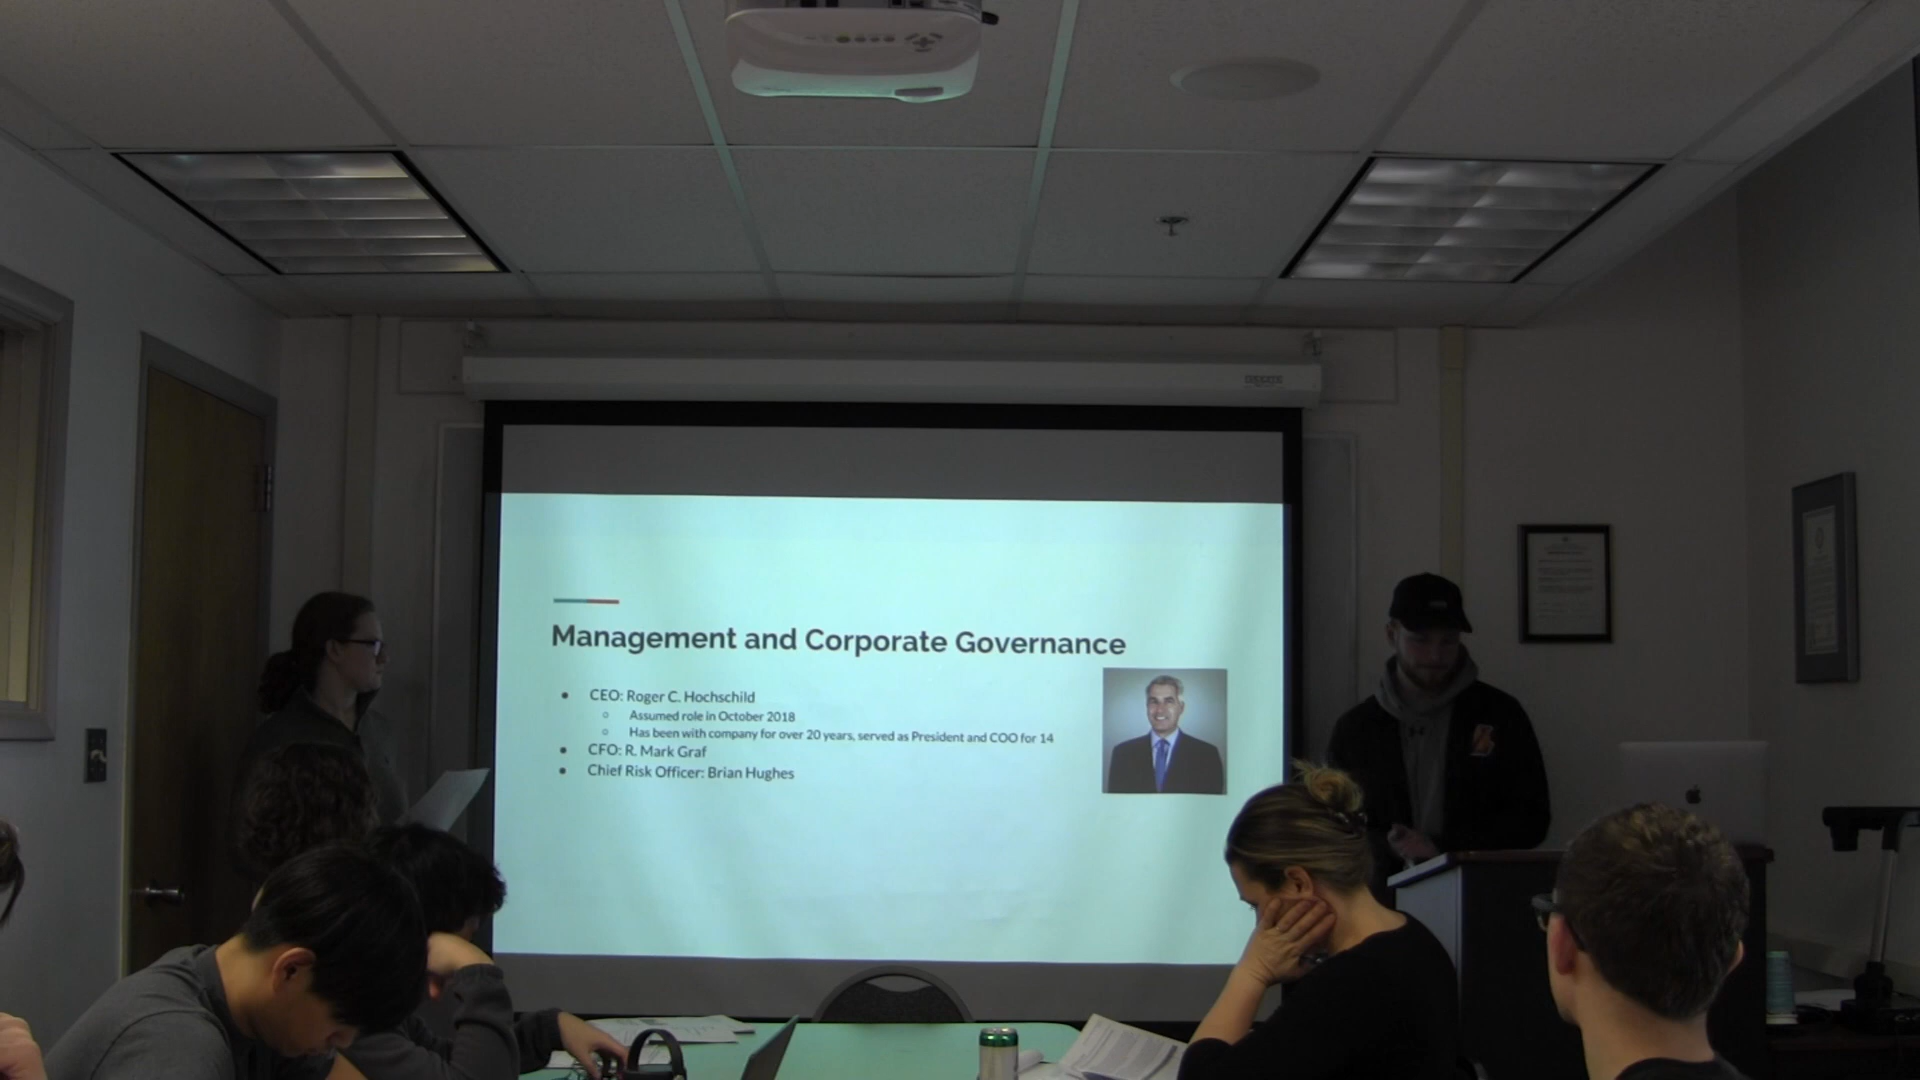 Management and Corporate Governance
• CEO: Roger C. Hochschild
○ Assumed role in October 2018
○ Has been with company for over 20 years, served as President and COO for 14
• CFO: R. Mark Graf
• Chief Risk Officer: Brian Hughes